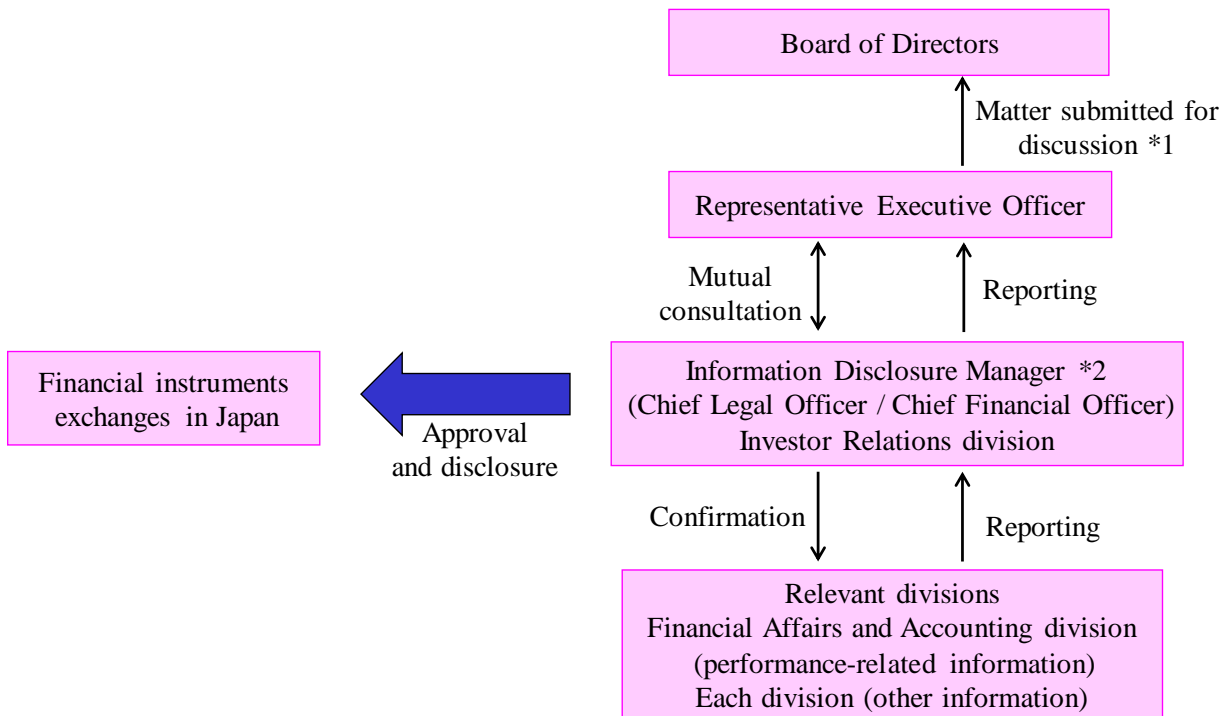 Board of Directors
Matter submitted for
discussion *1
Representative Executive Officer
Mutual
consultation
Reporting
Financial instruments
exchanges in Japan
Approval
and disclosure
Information Disclosure Manager *2
(Chief Legal Officer / Chief Financial Officer)
Investor Relations division
Confirmation
Reporting
Relevant divisions
Financial Affairs and Accounting division
(performance-related information)
Each division (other information)